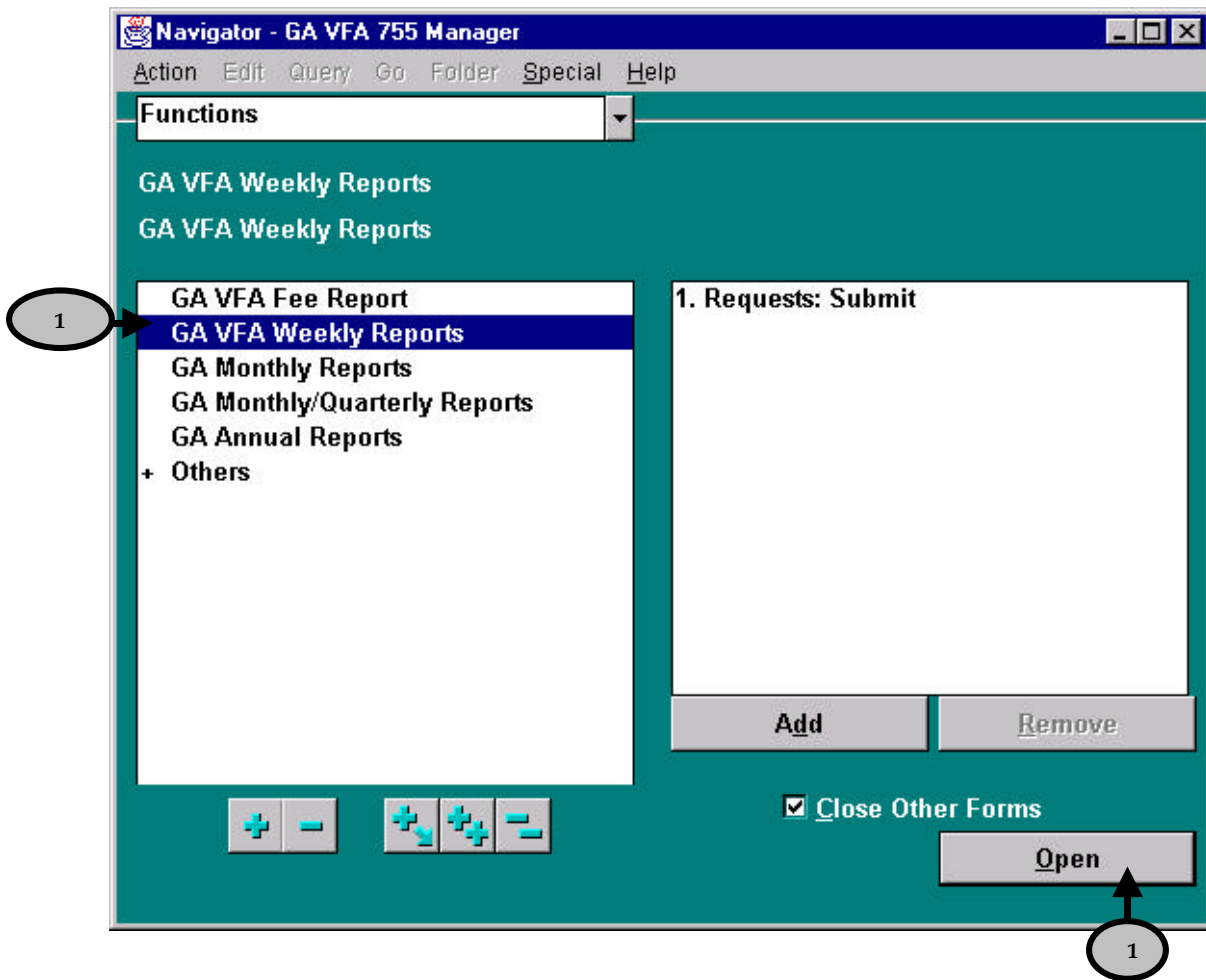 Navigator - GA VFA 755 Manager
Action Edit Query Go Folder Special Help
Functions
GA VFA Weekly Reports
GA VFA Weekly Reports
GA VFA Fee Report
GA VFA Weekly Reports
GA Monthly Reports
GA Monthly/Quarterly Reports
GA Annual Reports
+ Others
1
1. Requests: Submit
Add Remove
Close Other Forms
Open
1